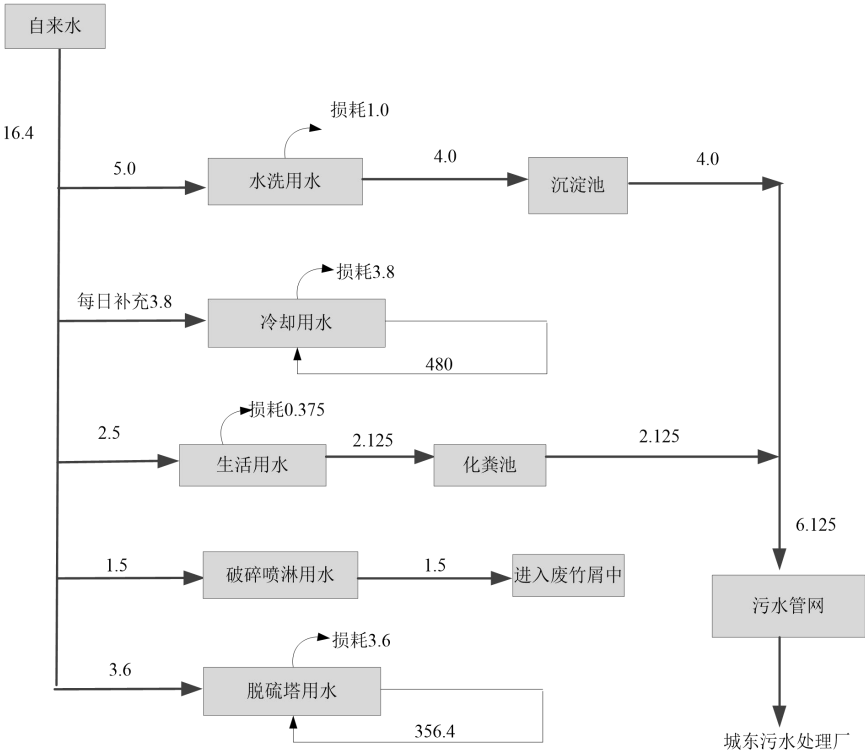 自来水
16.4
损耗1.0
5.0
水洗用水
4.0
沉淀池
4.0
损耗3.8
每日补充3.8
冷却用水
480
损耗0.375
2.5
生活用水
2.125
化粪池
2.125
6.125
1.5
破碎喷淋用水
1.5
进入废竹屑中
污水管网
损耗3.6
3.6
脱硫塔用水
356.4
城东污水处理厂